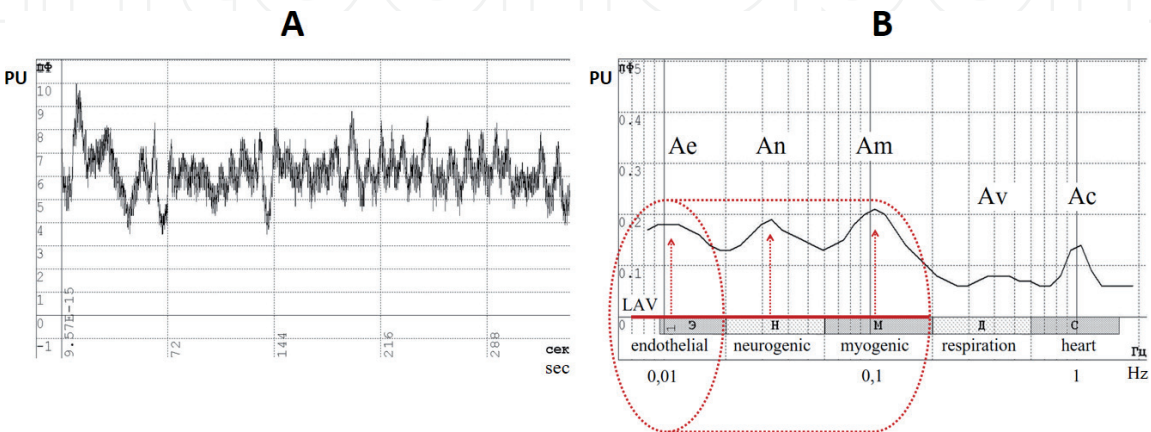 A
PU
пф
10
9
8
7
6
5
4
3
2
1
0
-1
9.57E-15
72
144
216
288
сек
sec
B
PU
пф
0.5
0.4
0.3
0.2
0.1
0
Ae
An
Am
Av
Ac
LAV
1
Э
Н
М
Д
С
endothelial
neurogenic
myogenic
respiration
heart
Гц
0,01
0,1
1
Hz